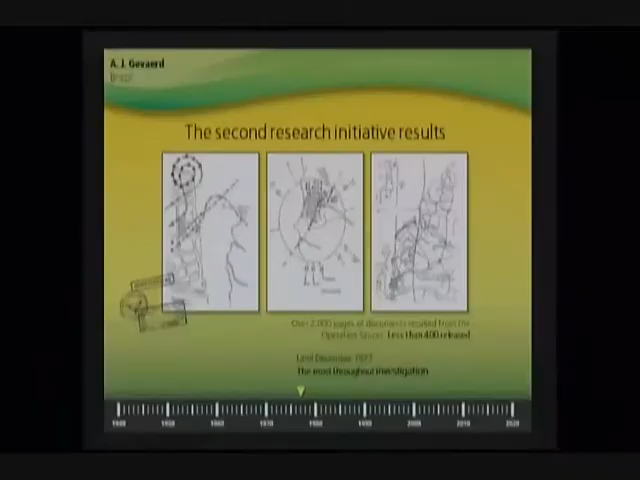 A. J. Gevaerd
Brazil
The second research initiative results
Over 2.000 pages of documents resulted from the
Operation Saucer. Less than 400 released
Until December 1977
The most throughout investigation
1940 1950 1960 1970 1980 1990 2000 2010 2020